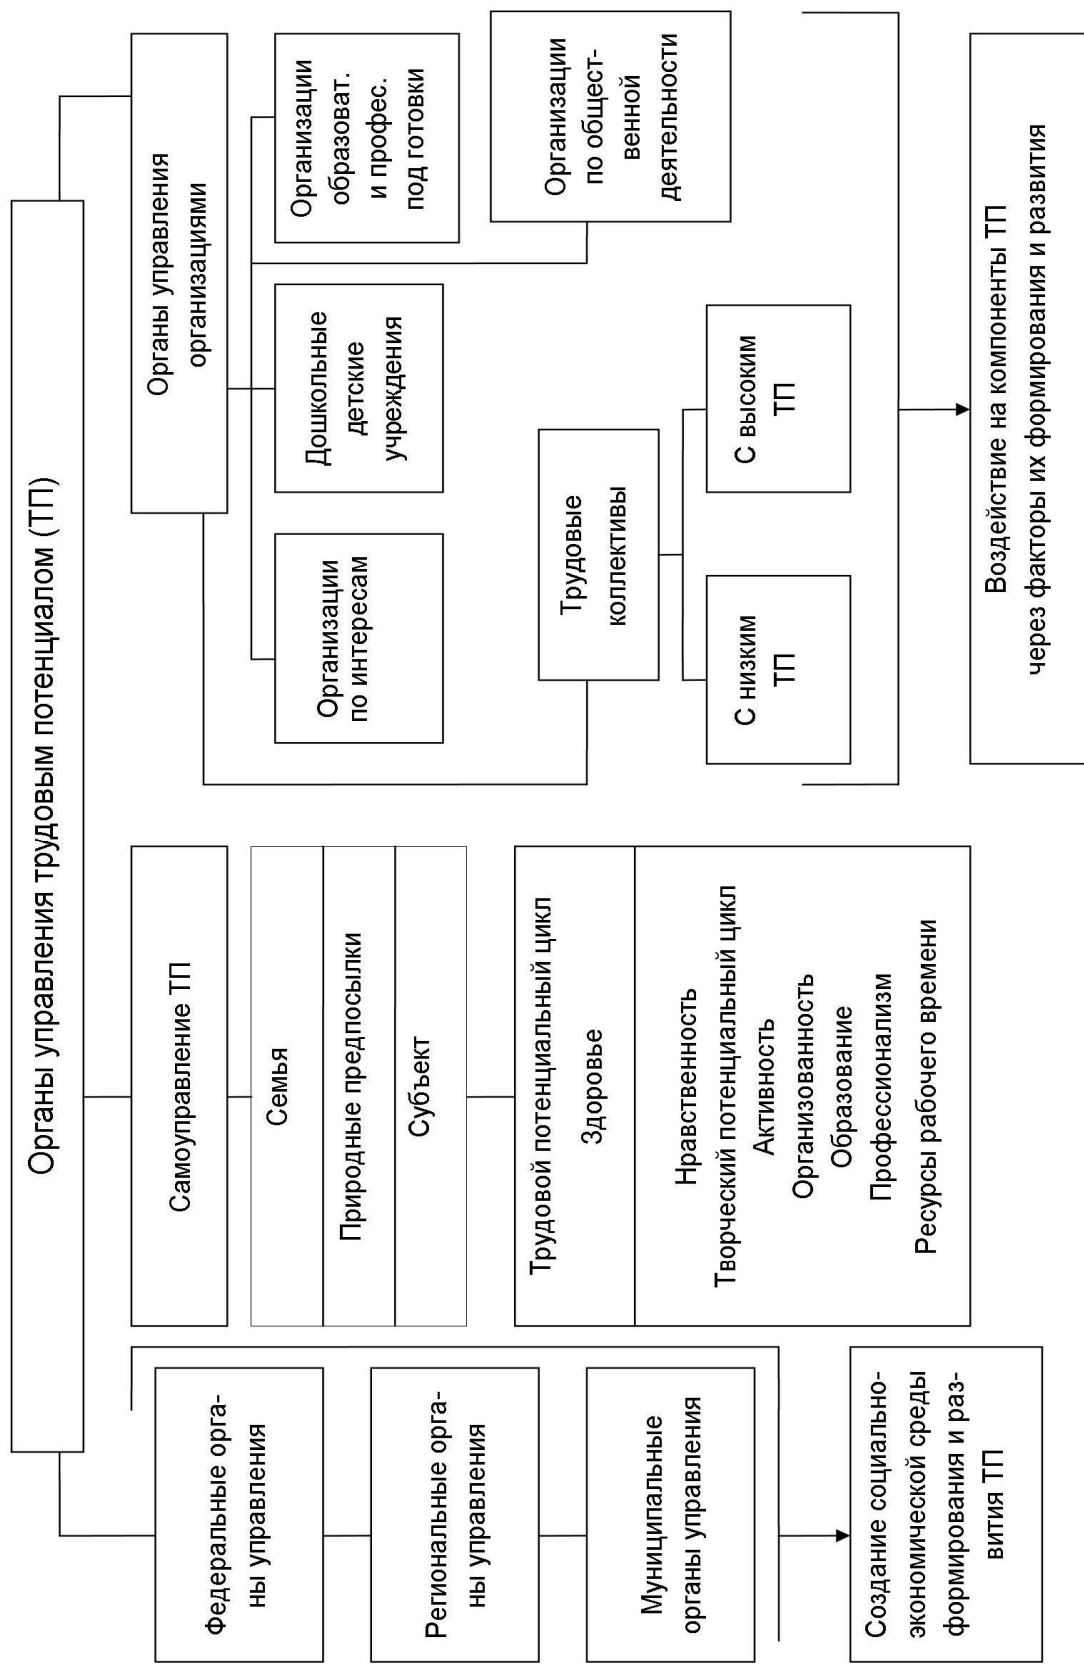 Органы управления трудовым потенциалом (ТП)
Федеральные орга-
ны управления
Региональные орга-
ны управления
Муниципальные
органы управления
Создание социально-
экономической среды
формирования и раз-
вития ТП
Самоуправление ТП
Семья
Природные предпосылки
Субъект
Трудовой потенциальный цикл
Здоровье
Нравственность
Творческий потенциальный цикл
Активность
Организованность
Образование
Профессионализм
Ресурсы рабочего времени
Органы управления
организациями
Организации
по интересам
Дошкольные
детские
учреждения
Организации
образоват.
и профес.
под готовки
Трудовые
коллективы
Организации
по общест-
венной
деятельности
С низким
ТП
С высоким
ТП
Воздействие на компоненты ТП
через факторы их формирования и развития